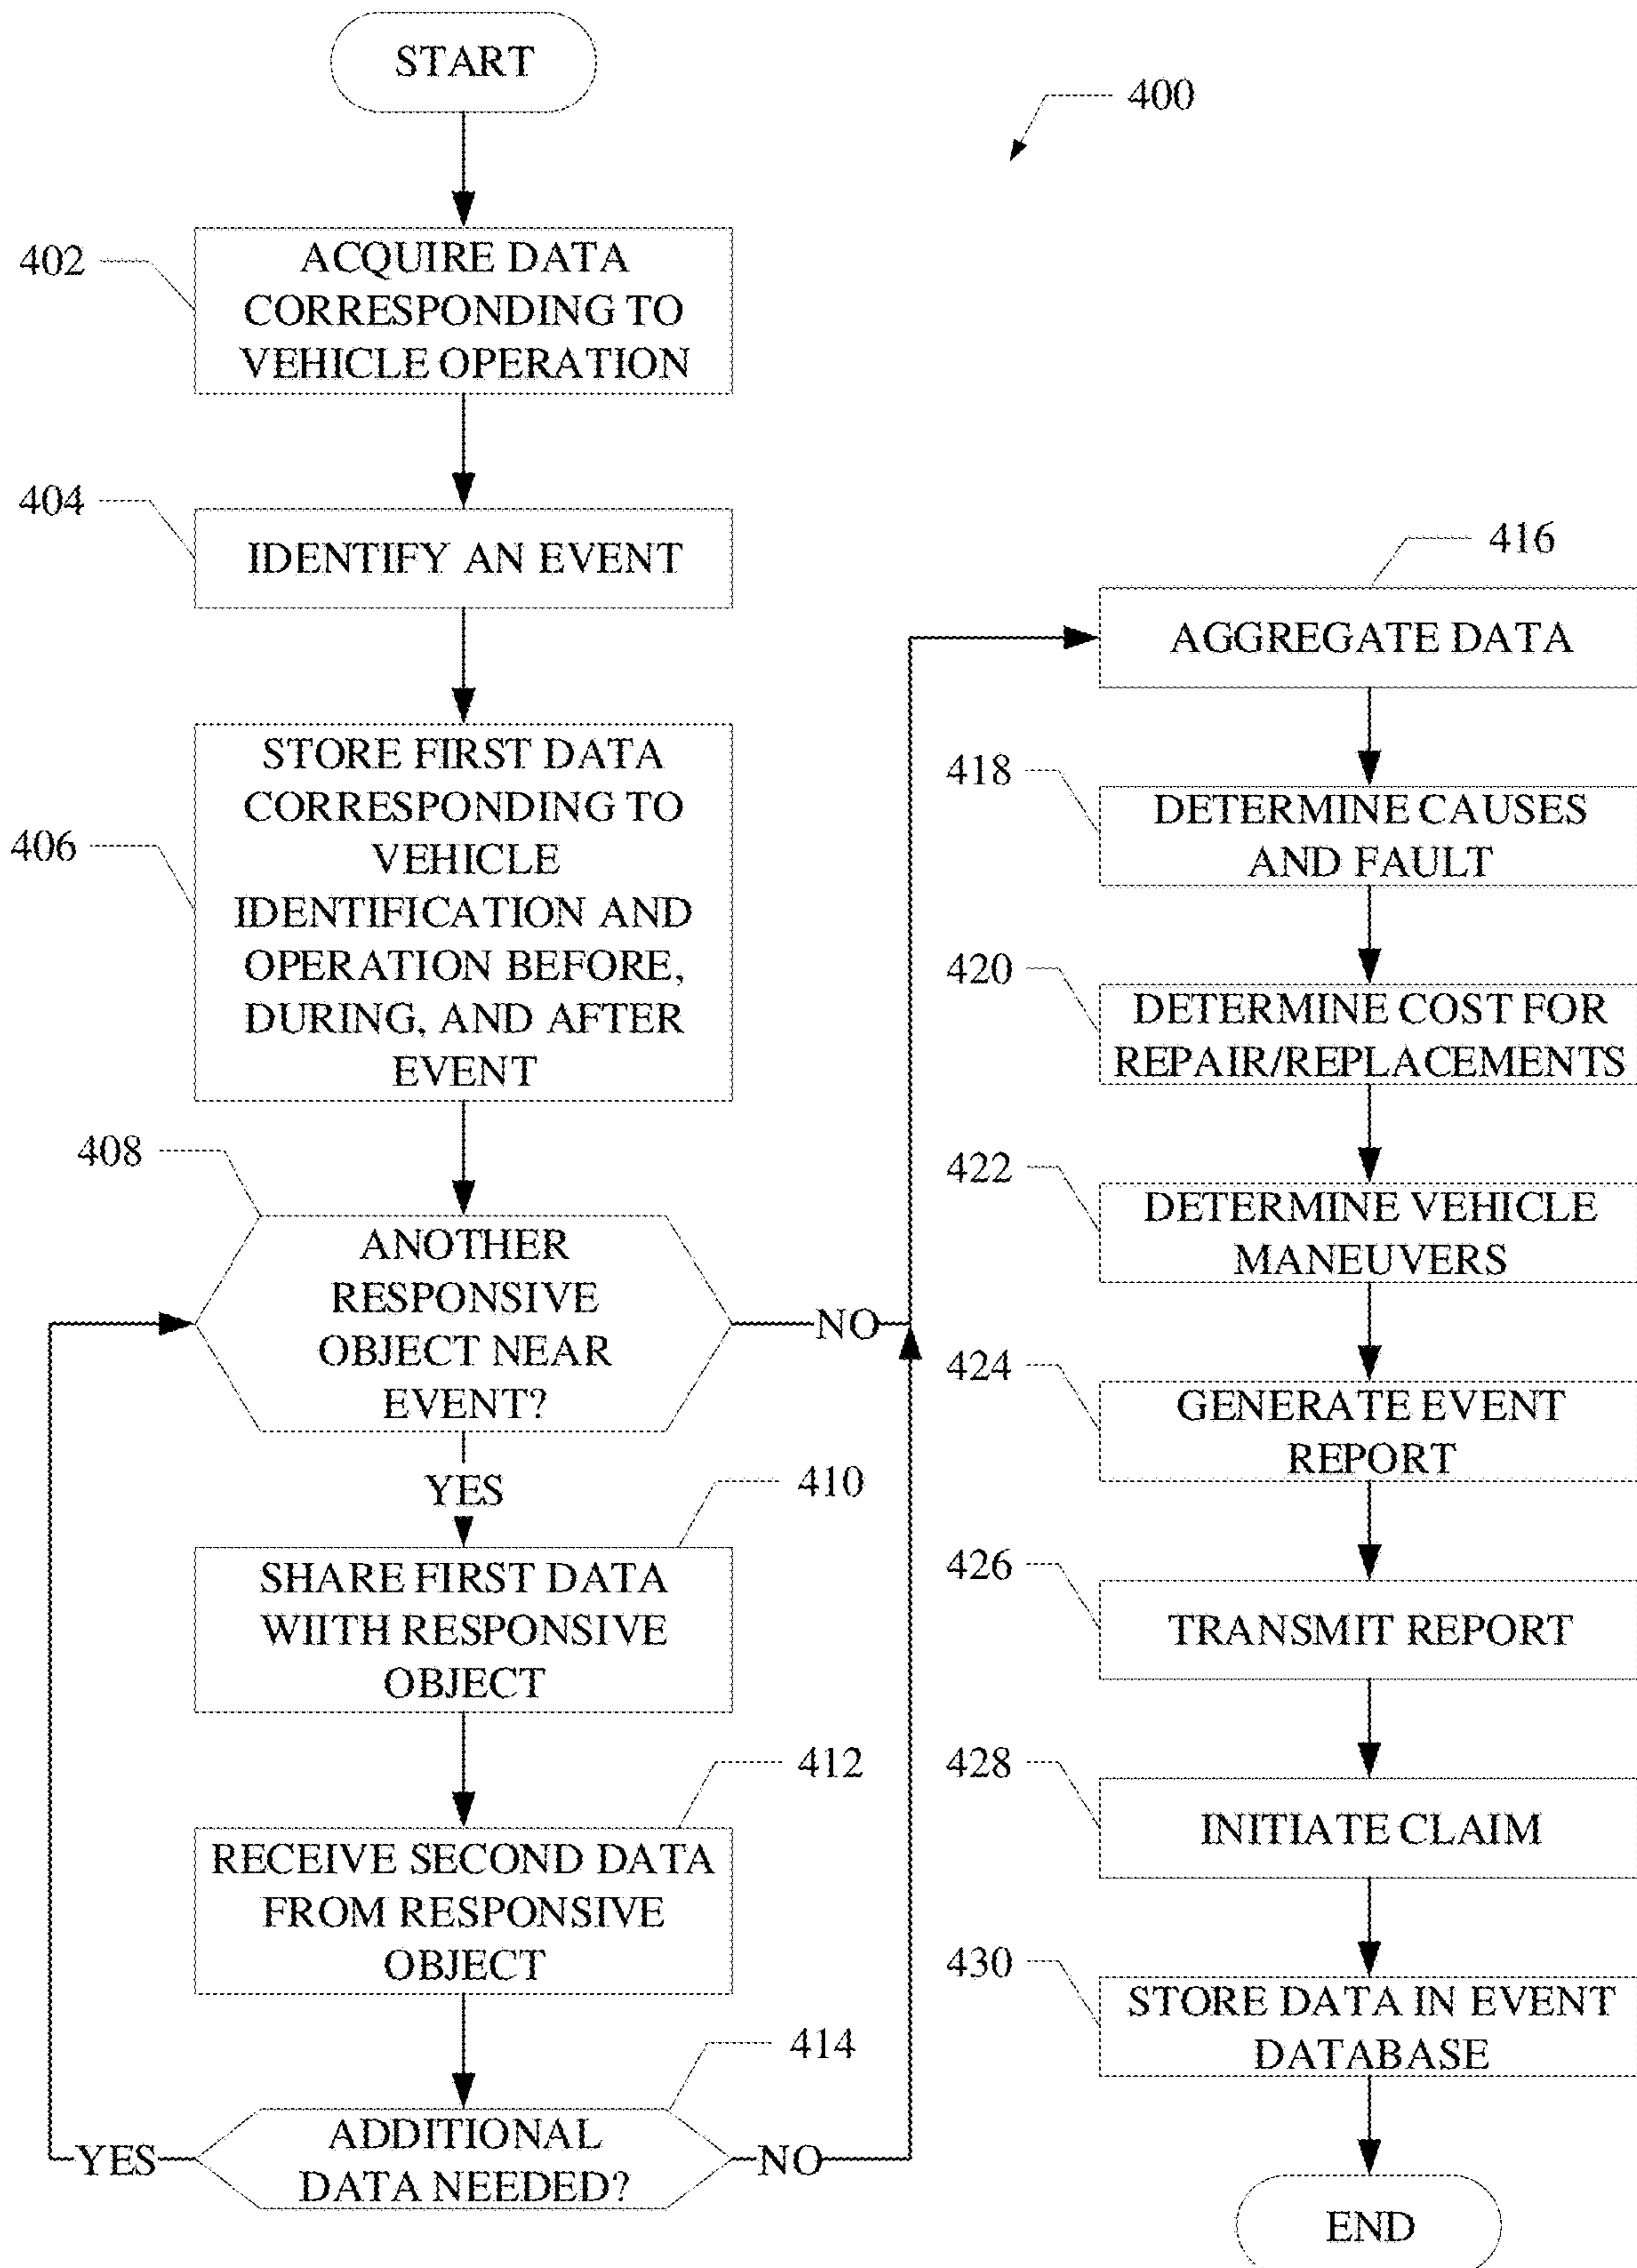 START
400
402
ACQUIRE DATA
CORRESPONDING TO
VEHICLE OPERATION
404
IDENTIFY AN EVENT
406
STORE FIRST DATA
CORRESPONDING TO
VEHICLE
IDENTIFICATION AND
OPERATION BEFORE,
DURING, AND AFTER
EVENT
408
ANOTHER
RESPONSIVE
OBJECT NEAR
EVENT?
NO
YES
410
SHARE FIRST DATA
WIITH RESPONSIVE
OBJECT
412
RECEIVE SECOND DATA
FROM RESPONSIVE
OBJECT
414
ADDITIONAL
DATA NEEDED?
YES
NO
416
AGGREGATE DATA
418
DETERMINE CAUSES
AND FAULT
420
DETERMINE COST FOR
REPAIR/REPLACEMENTS
422
DETERMINE VEHICLE
MANEUVERS
424
GENERATE EVENT
REPORT
426
TRANSMIT REPORT
428
INITIATE CLAIM
430
STORE DATA IN EVENT
DATABASE
END